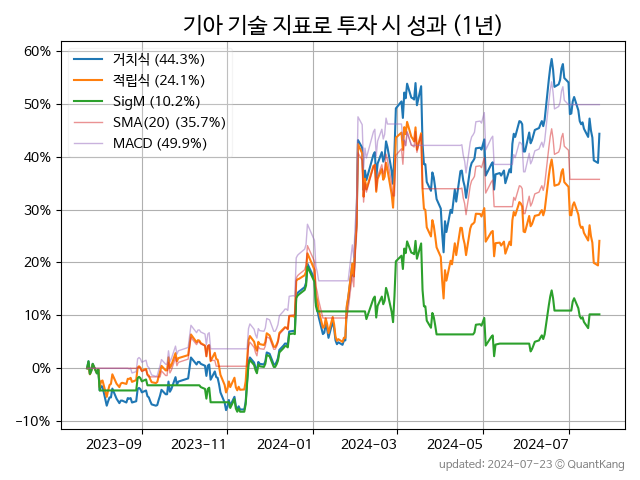 기아 기술 지표로 투자 시 성과 (1년)
거치식 (44.3%)
적립식 (24.1%)
SigM (10.2%)
SMA(20) (35.7%)
MACD (49.9%)
60%
50%
40%
30%
20%
10%
0%
−10%
2023-09
2023-11
2024-01
2024-03
2024-05
2024-07
updated: 2024-07-23 © QuantKang